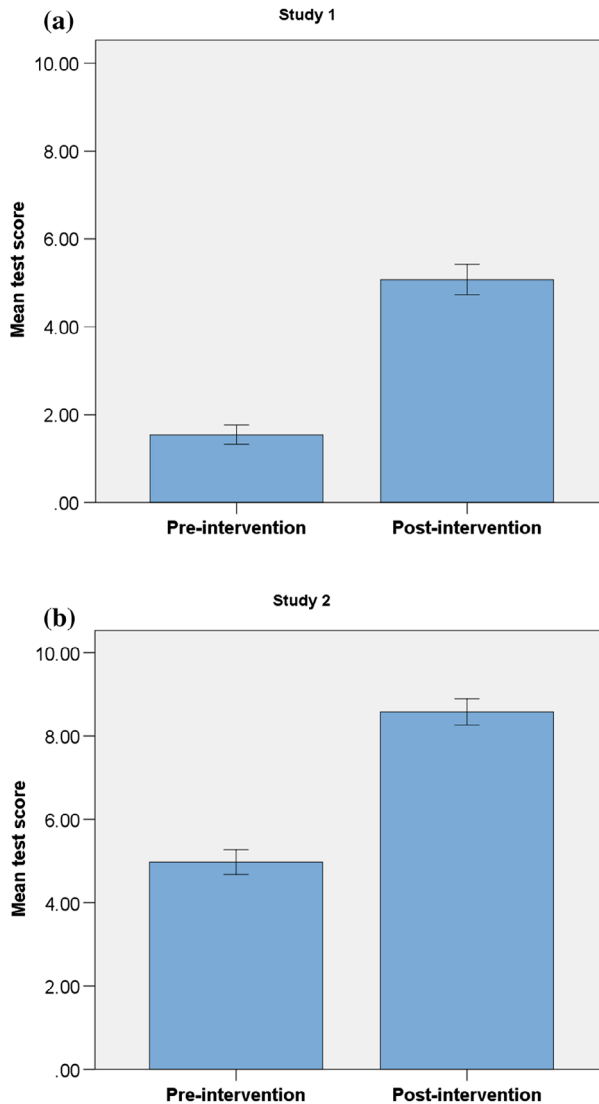 (a)
Study 1
Mean test score
10.00
8.00
6.00
4.00
2.00
.00
Pre-intervention Post-intervention
(b)
Study 2
Mean test score
10.00
8.00
6.00
4.00
2.00
.00
Pre-intervention Post-intervention